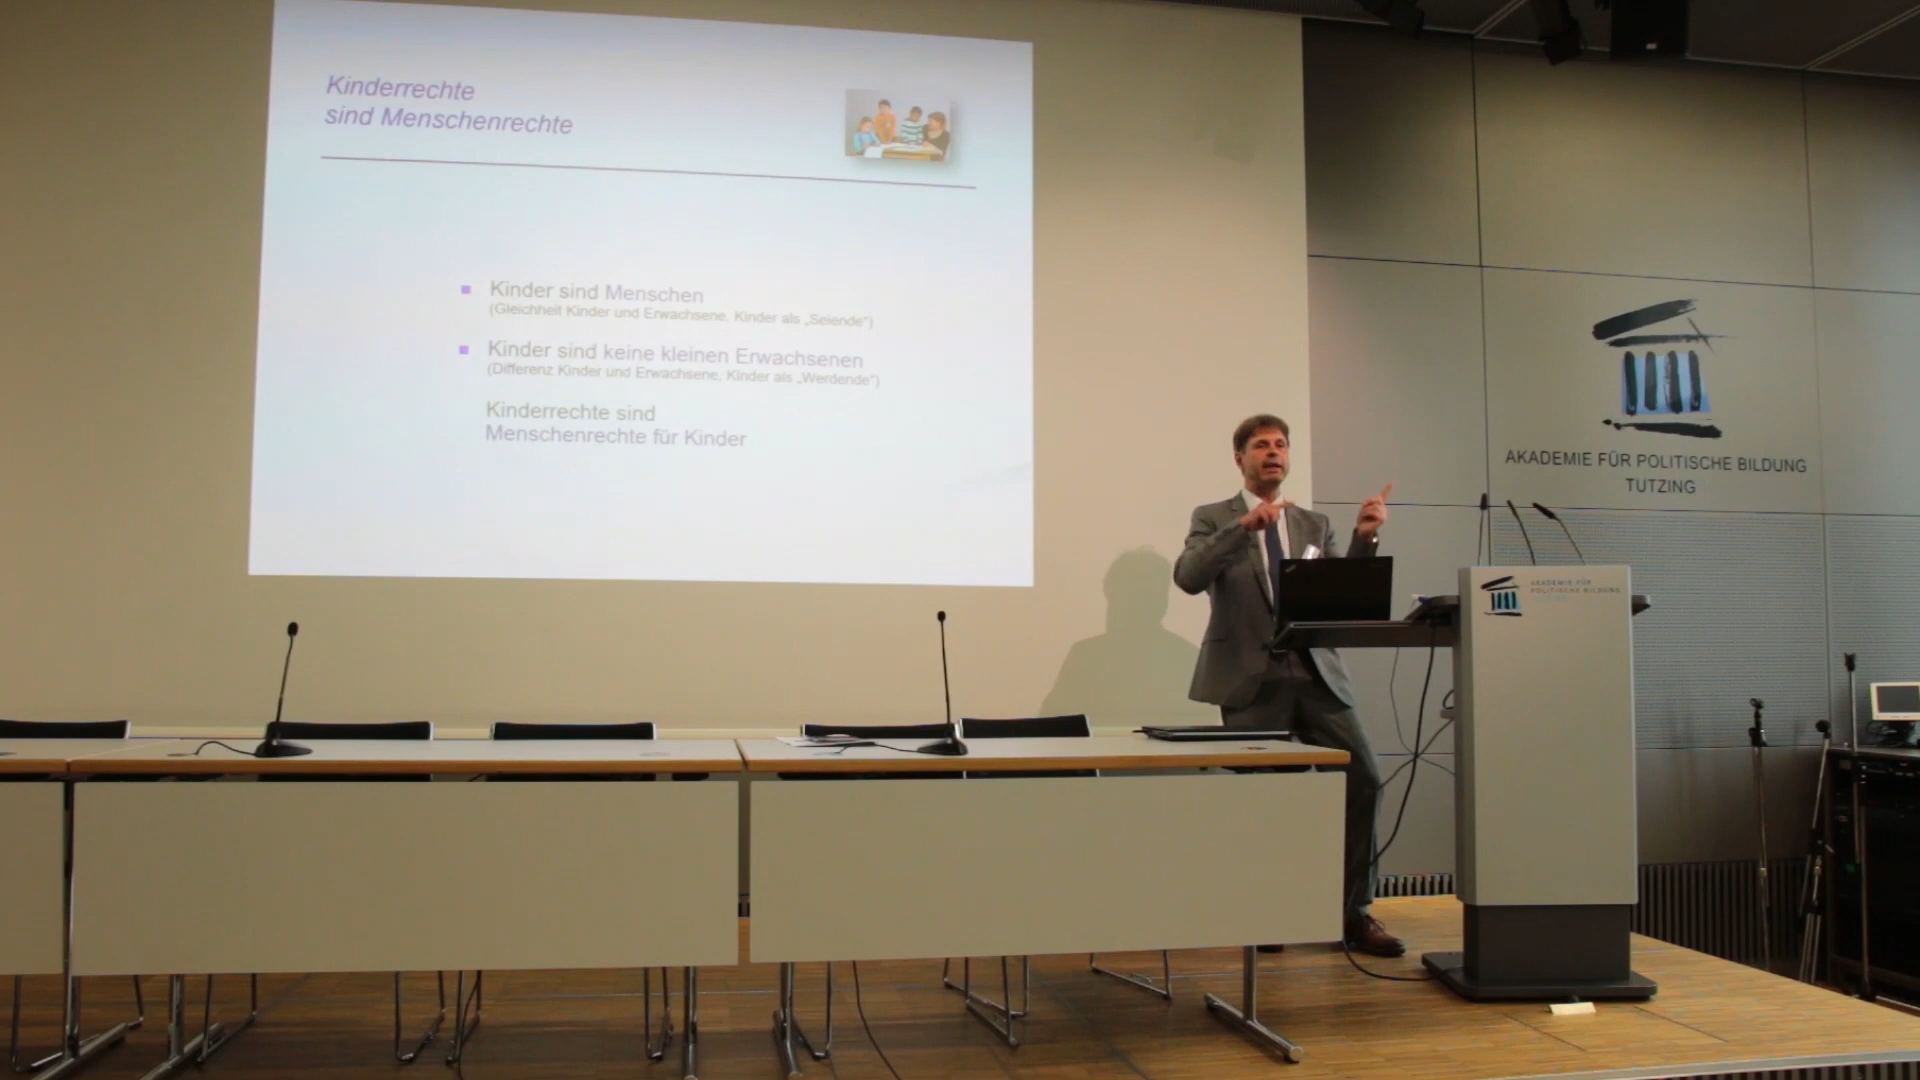 Kinderrechte
sind Menschenrechte
Kinder sind Menschen
(Gleichheit Kinder und Erwachsene, Kinder als „Seiende“)
Kinder sind keine kleinen Erwachsenen
(Differenz Kinder und Erwachsene, Kinder als „Werdende“)
Kinderrechte sind
Menschenrechte für Kinder
AKADEMIE FÜR POLITISCHE BILDUNG
TUTZING
AKADEMIE FÜR
POLITISCHE BILDUNG